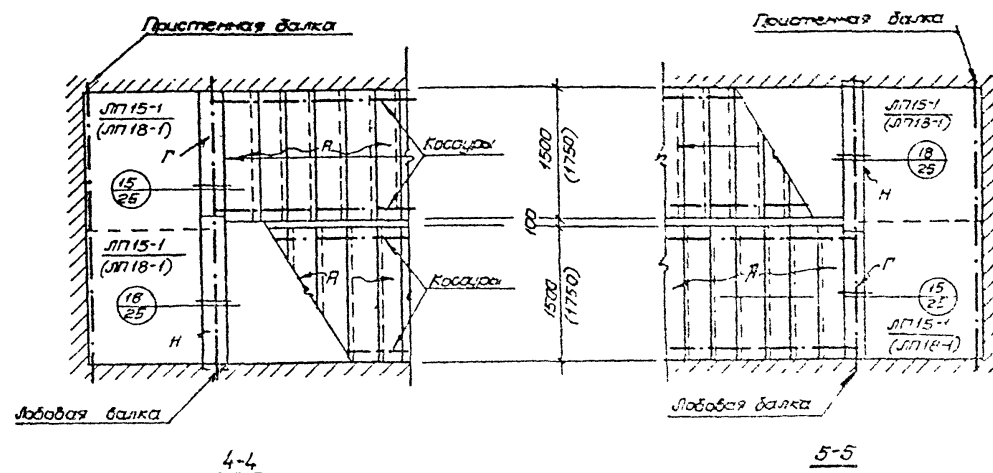 Пристенная балка
Пристенная балка
ЛП15-1
(ЛП18-1)
Г
Я
Косоуры
15
25
ЛП15-1
(ЛП18-1)
18
25
Н
Я
Косоуры
Лобовая балка
4-4
1500
(1750)
100
1500
(1750)
ЛП15-1
(ЛП18-1)
18
25
Н
Я
Г
15
25
ЛП15-1
(ЛП18-1)
Лобовая балка
5-5